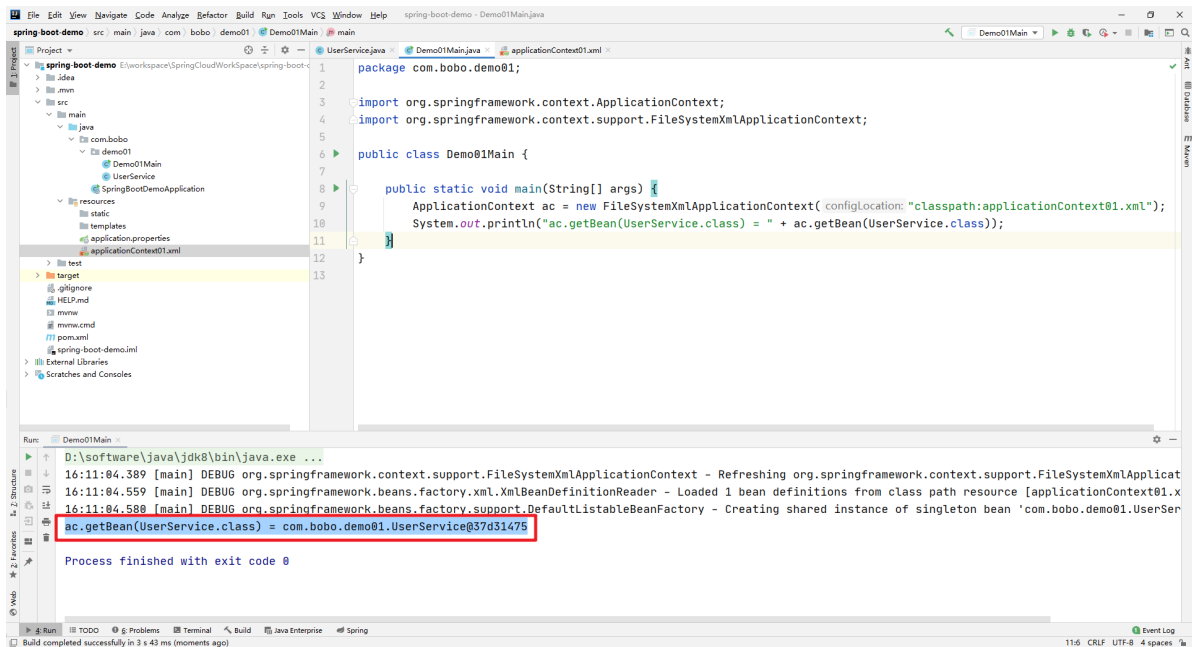 File Edit View Navigate Code Analyze Refactor Build Run Tools VCS Window Help spring-boot-demo - Demo01Main.java
spring-boot-demo src main java com bobo demo01 Demo01Main main Demo01Main
Project UserService.java Demo01Main.java applicationContext01.xml
1: Project
spring-boot-demo E:\workspace\SpringCloudWorkSpace\spring-boot-c
.idea
.mvn
src
main
java
com.bobo
demo01
Demo01Main
UserService
SpringBootDemoApplication
resources
static
templates
application.properties
applicationContext01.xml
test
target
.gitignore
HELP.md
mvnw
mvnw.cmd
pom.xml
spring-boot-demo.iml
External Libraries
Scratches and Consoles
1 package com.bobo.demo01;
2
3 import org.springframework.context.ApplicationContext;
4 import org.springframework.context.support.FileSystemXmlApplicationContext;
5
6 public class Demo01Main {
7
8 public static void main(String[] args) {
9 ApplicationContext ac = new FileSystemXmlApplicationContext( configLocation: "classpath:applicationContext01.xml");
10 System.out.println("ac.getBean(UserService.class) = " + ac.getBean(UserService.class));
11 }
12 }
13
Ant
Database
Maven
Run: Demo01Main
D:\software\java\jdk8\bin\java.exe ...
16:11:04.389 [main] DEBUG org.springframework.context.support.FileSystemXmlApplicationContext - Refreshing org.springframework.context.support.FileSystemXmlApplicat
16:11:04.559 [main] DEBUG org.springframework.beans.factory.xml.XmlBeanDefinitionReader - Loaded 1 bean definitions from class path resource [applicationContext01.x
16:11:04.580 [main] DEBUG org.springframework.beans.factory.support.DefaultListableBeanFactory - Creating shared instance of singleton bean 'com.bobo.demo01.UserSer
ac.getBean(UserService.class) = com.bobo.demo01.UserService@37d31475
Process finished with exit code 0
7: Structure
2: Favorites
Web
4: Run TODO 6: Problems Terminal Build Java Enterprise Spring Event Log
Build completed successfully in 3 s 43 ms (moments ago) 11:6 CRLF UTF-8 4 spaces